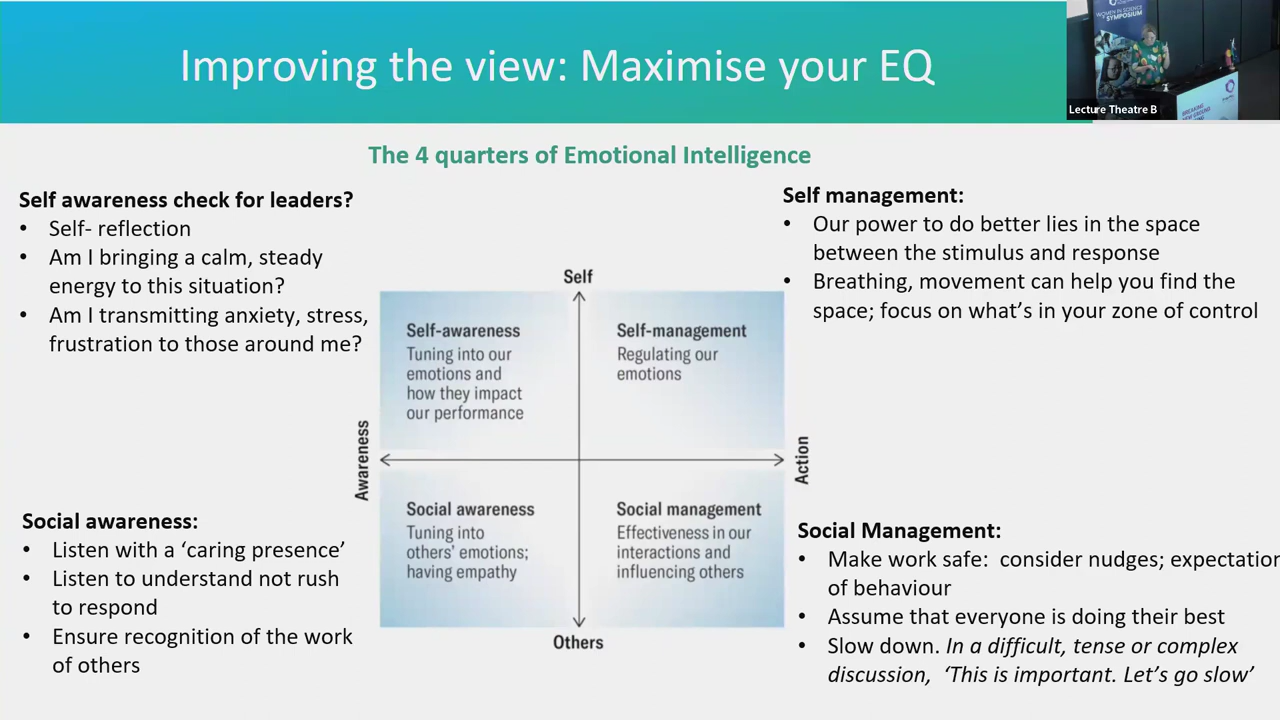 Improving the view: Maximise your EQ
WOMEN IN SCIENCE
SYMPOSIUM
Lecture Theatre B
The 4 quarters of Emotional Intelligence
Self awareness check for leaders?
• Self- reflection
• Am I bringing a calm, steady
energy to this situation?
• Am I transmitting anxiety, stress,
frustration to those around me?
Self management:
• Our power to do better lies in the space
between the stimulus and response
• Breathing, movement can help you find the
space; focus on what’s in your zone of control
Self
Self-awareness
Tuning into our
emotions and
how they impact
our performance
Self-management
Regulating our
emotions
Awareness
Action
Social awareness
Tuning into
others’ emotions;
having empathy
Social management
Effectiveness in our
interactions and
influencing others
Others
Social awareness:
• Listen with a ‘caring presence’
• Listen to understand not rush
to respond
• Ensure recognition of the work
of others
Social Management:
• Make work safe:  consider nudges; expectation
of behaviour
• Assume that everyone is doing their best
• Slow down. In a difficult, tense or complex
discussion,  ‘This is important. Let’s go slow’